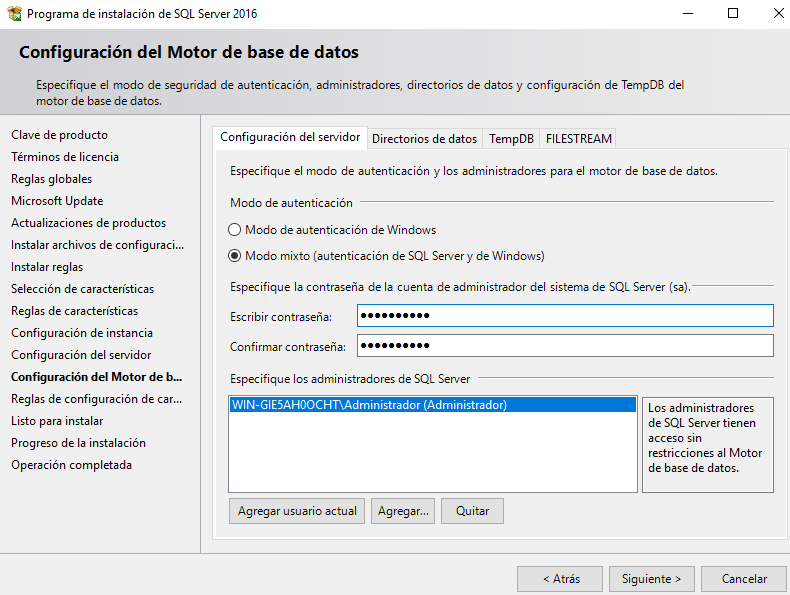 Programa de instalación de SQL Server 2016
Configuración del Motor de base de datos
Especifique el modo de seguridad de autenticación, administradores, directorios de datos y configuración de TempDB del
motor de base de datos.
Clave de producto
Términos de licencia
Reglas globales
Microsoft Update
Actualizaciones de productos
Instalar archivos de configuraci...
Instalar reglas
Selección de características
Reglas de características
Configuración de instancia
Configuración del servidor
Configuración del Motor de b...
Reglas de configuración de car...
Listo para instalar
Progreso de la instalación
Operación completada
Configuración del servidor Directorios de datos TempDB FILESTREAM
Especifique el modo de autenticación y los administradores para el motor de base de datos.
Modo de autenticación
Modo de autenticación de Windows
Modo mixto (autenticación de SQL Server y de Windows)
Especifique la contraseña de la cuenta de administrador del sistema de SQL Server (sa).
Escribir contraseña: ●●●●●●●●●●
Confirmar contraseña: ●●●●●●●●●●
Especifique los administradores de SQL Server
WIN-GIE5AH0OCHT\Administrador (Administrador)
Los administradores
de SQL Server tienen
acceso sin
restricciones al Motor
de base de datos.
Agregar usuario actual Agregar... Quitar
< Atrás Siguiente > Cancelar